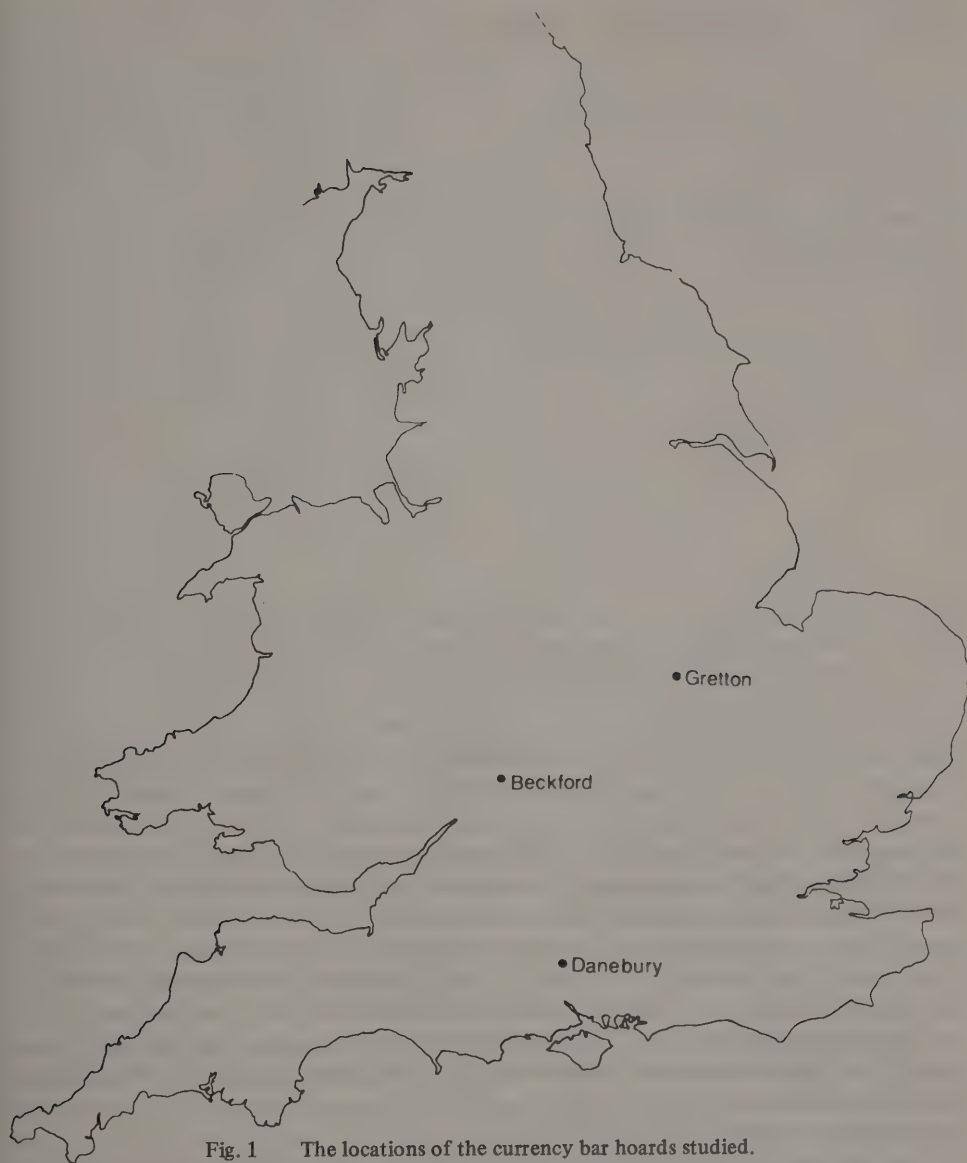 Gretton
Beckford
Danebury
Fig. 1 The locations of the currency bar hoards studied.